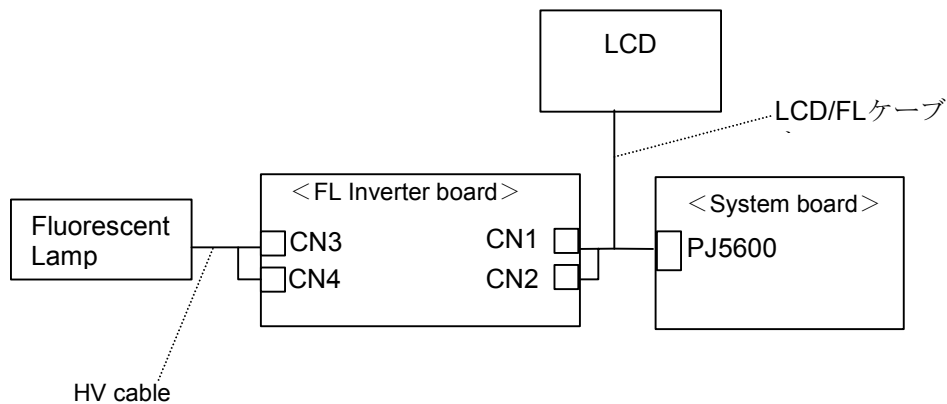 LCD
LCD/FLケーブ
＜FL Inverter board＞
＜System board＞
Fluorescent
Lamp
CN3
CN1
PJ5600
CN4
CN2
HV cable